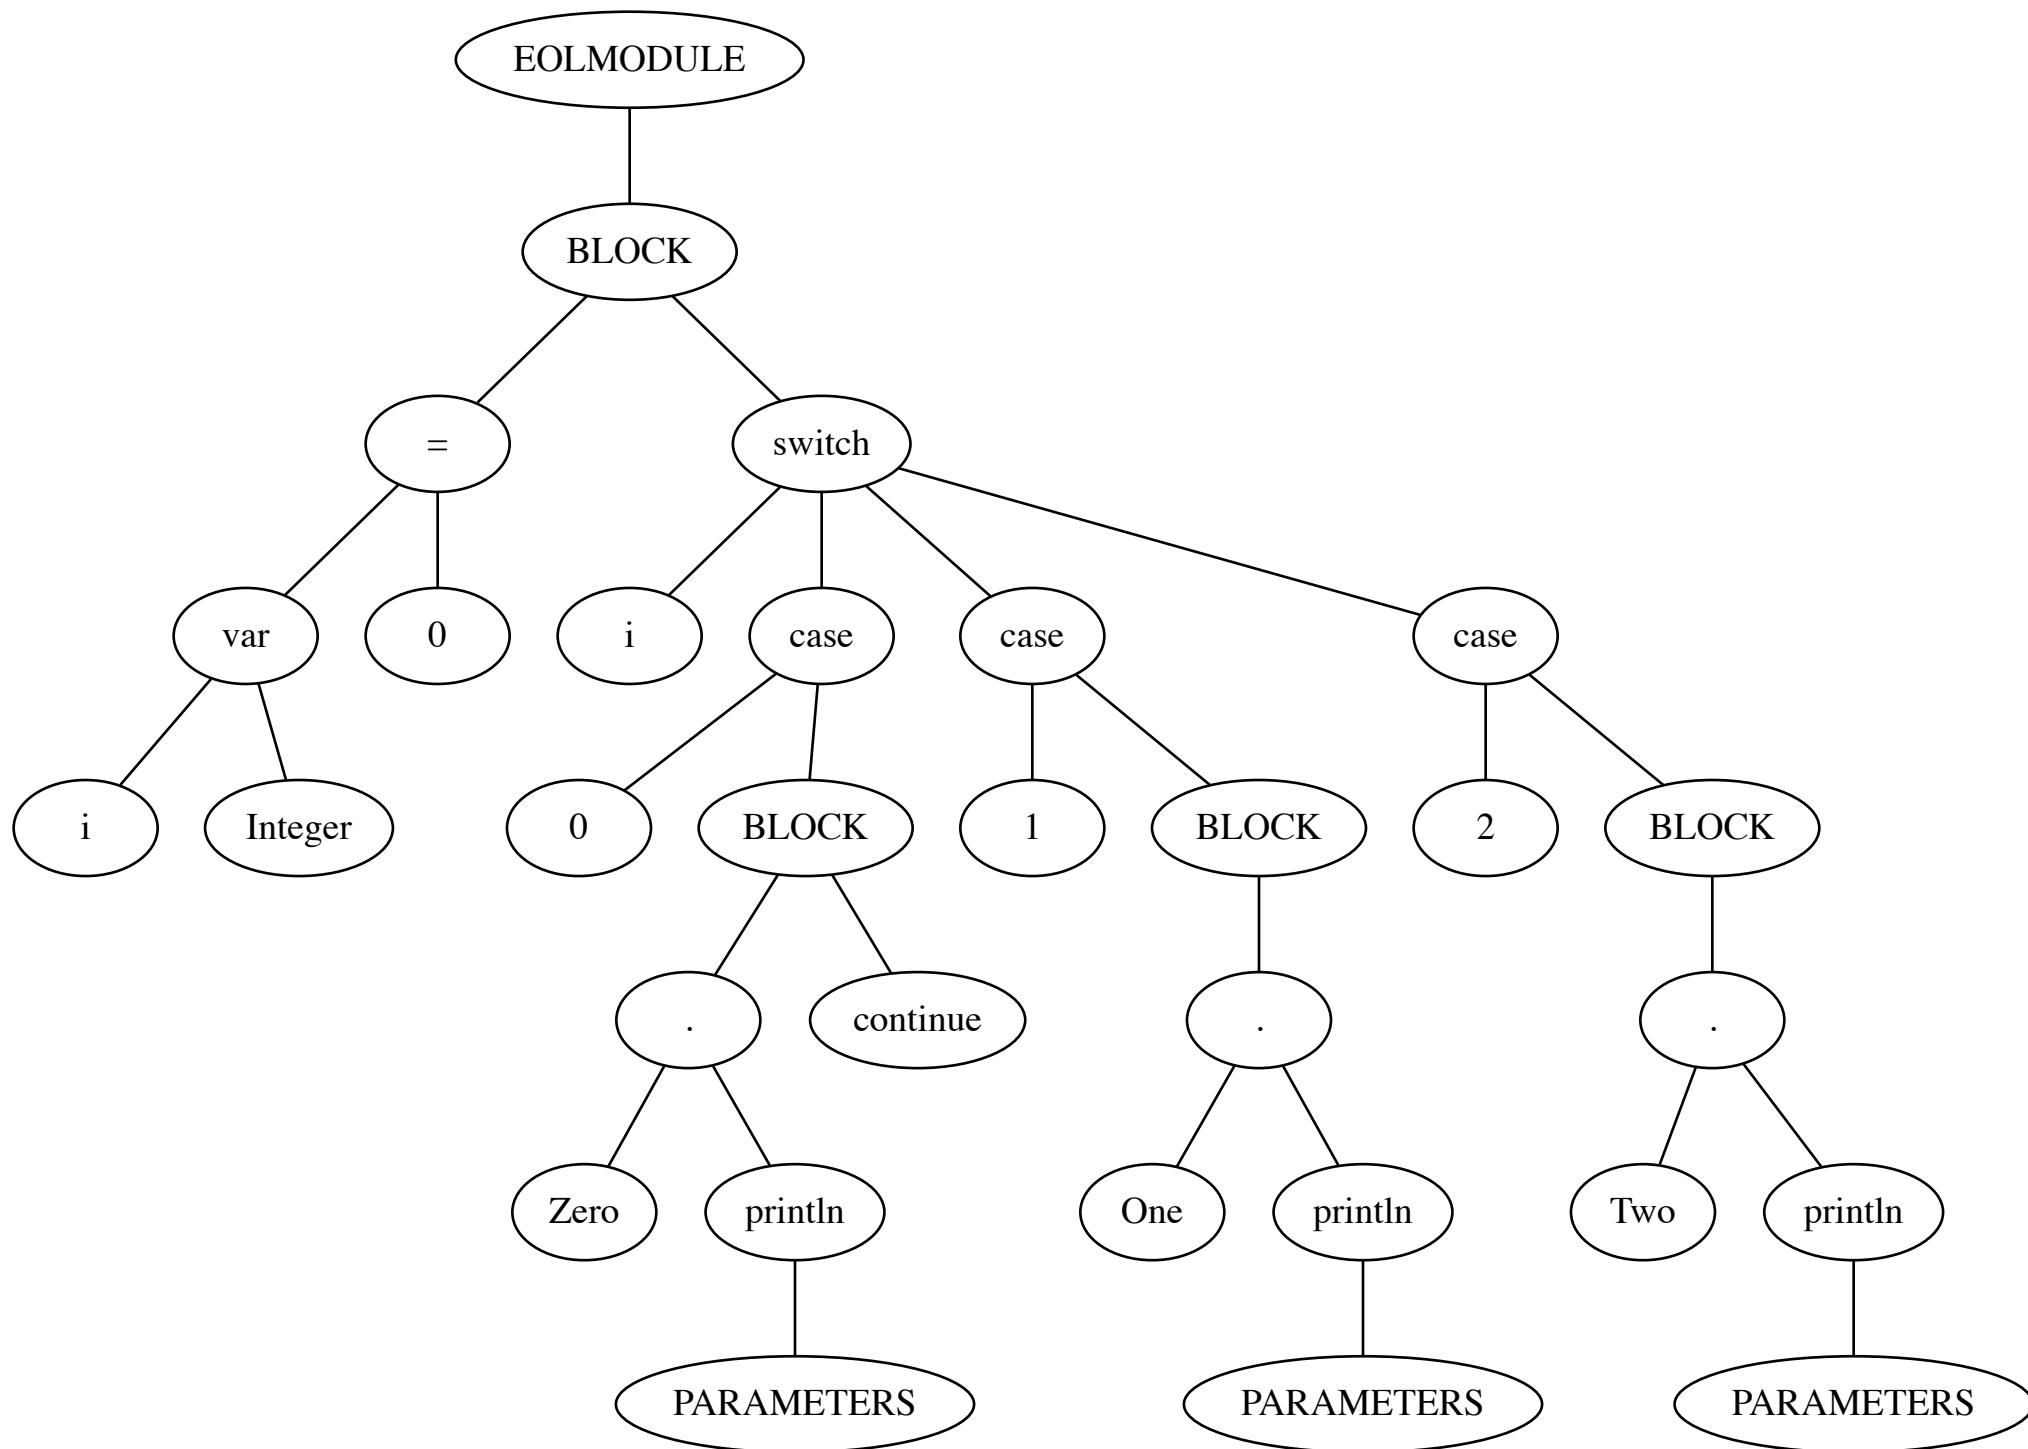 EOLMODULE
BLOCK
= switch
var 0 i case case case
i Integer 0 BLOCK 1 BLOCK 2 BLOCK
. continue . .
Zero println One println Two println
PARAMETERS PARAMETERS PARAMETERS